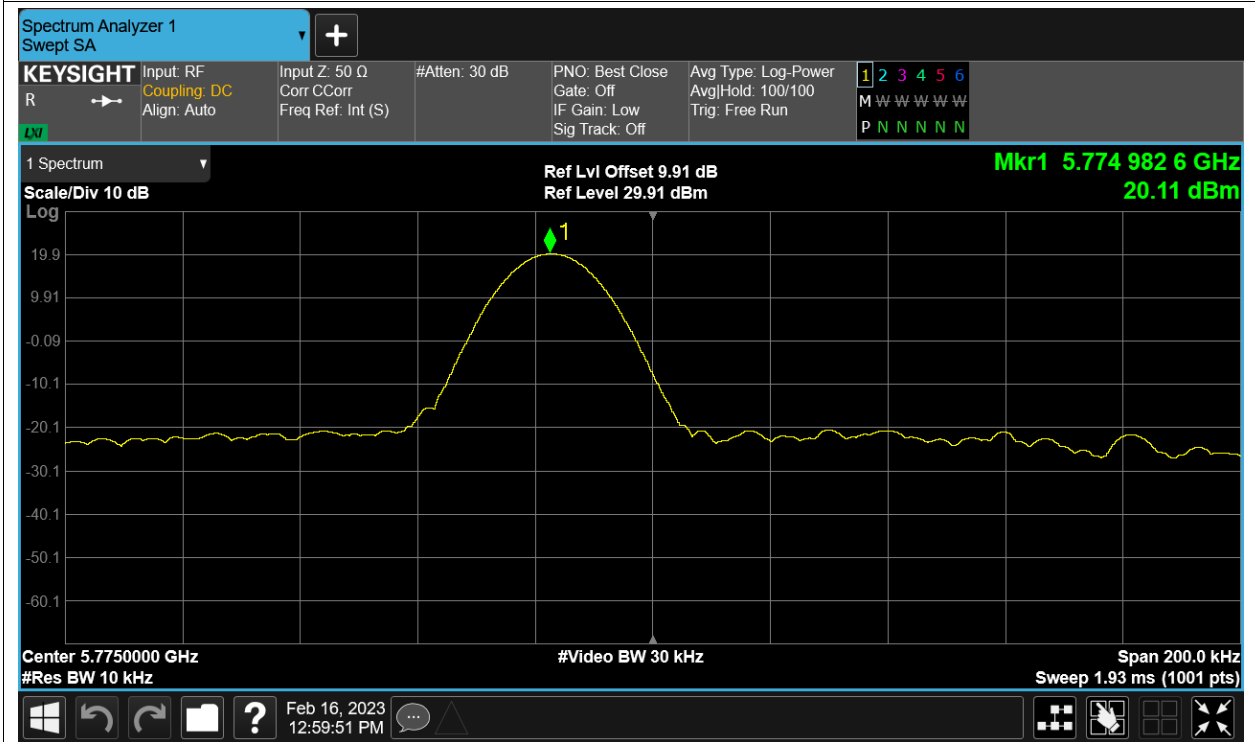 Spectrum Analyzer 1
Swept SA
KEYSIGHT
R
LXI
Input: RF
Coupling: DC
Align: Auto
Input Z: 50 Ω
Corr CCorr
Freq Ref: Int (S)
#Atten: 30 dB
PNO: Best Close
Gate: Off
IF Gain: Low
Sig Track: Off
Avg Type: Log-Power
Avg|Hold: 100/100
Trig: Free Run
1 2 3 4 5 6
M W W W W W
P N N N N N
1 Spectrum
Scale/Div 10 dB
Log
Ref Lvl Offset 9.91 dB
Ref Level 29.91 dBm
Mkr1 5.774 982 6 GHz
20.11 dBm
1
19.9
9.91
-0.09
-10.1
-20.1
-30.1
-40.1
-50.1
-60.1
Center 5.7750000 GHz
#Res BW 10 kHz
#Video BW 30 kHz
Span 200.0 kHz
Sweep 1.93 ms (1001 pts)
?
Feb 16, 2023
12:59:51 PM